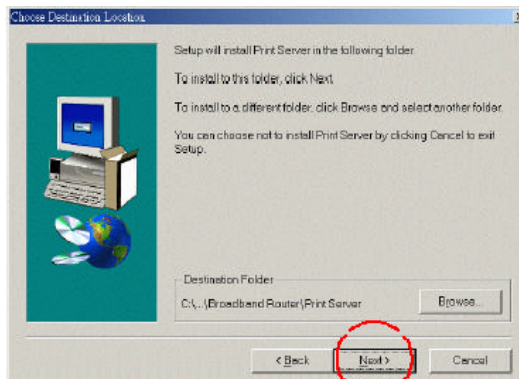 Choose Destination Location
Setup will install Print Server in the following folder.
To install to this folder, click Next.
To install to a different folder, click Browse and select another folder.
You can choose not to install Print Server by clicking Cancel to exit
Setup.
Destination Folder
C:\...\Broadband Router\Print Server
Browse...
< Back
Next >
Cancel